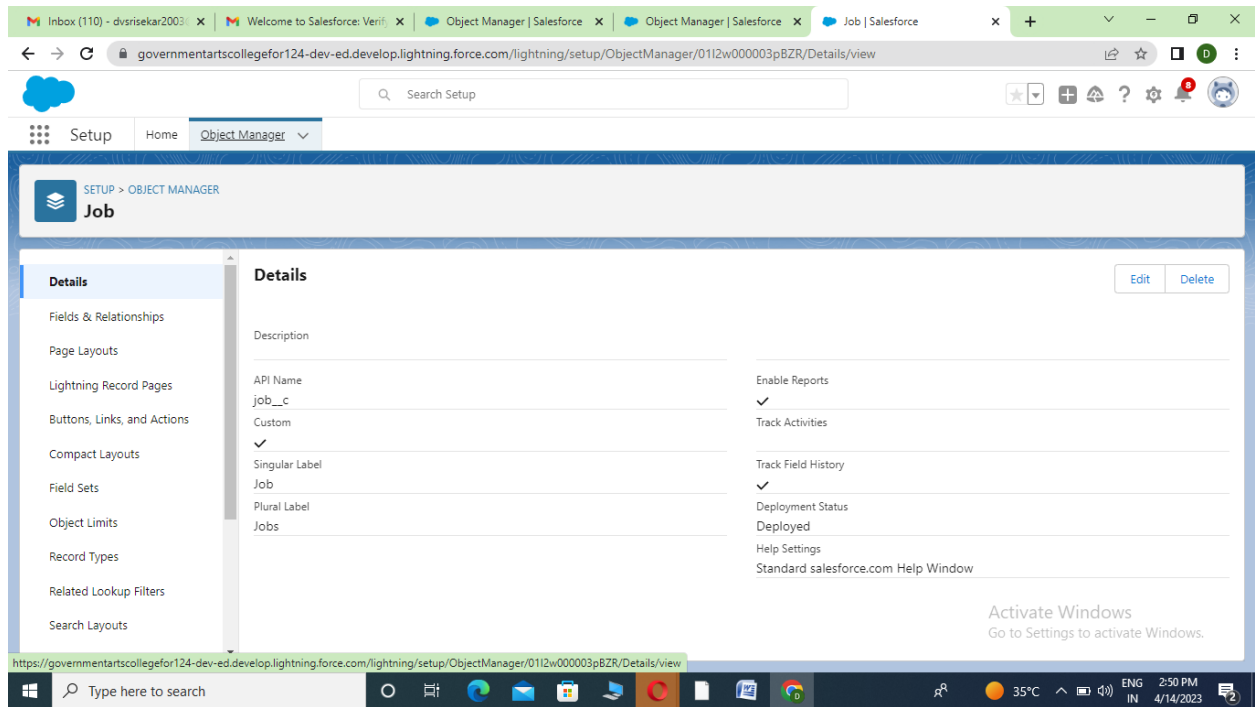 Inbox (110) - dvsrisekar2003
Welcome to Salesforce: Verify
Object Manager | Salesforce
Object Manager | Salesforce
Job | Salesforce
governmentartscollegefor124-dev-ed.develop.lightning.force.com/lightning/setup/ObjectManager/01I2w000003pBZR/Details/view
D
Search Setup
8
Setup
Home
Object Manager
SETUP > OBJECT MANAGER
Job
Details
Fields & Relationships
Page Layouts
Lightning Record Pages
Buttons, Links, and Actions
Compact Layouts
Field Sets
Object Limits
Record Types
Related Lookup Filters
Search Layouts
Details
Edit
Delete
Description
API Name
job__c
Custom
Singular Label
Job
Plural Label
Jobs
Enable Reports
Track Activities
Track Field History
Deployment Status
Deployed
Help Settings
Standard salesforce.com Help Window
Activate Windows
Go to Settings to activate Windows.
https://governmentartscollegefor124-dev-ed.develop.lightning.force.com/lightning/setup/ObjectManager/01I2w000003pBZR/Details/view
Type here to search
35°C
ENG
IN
2:50 PM
4/14/2023
2